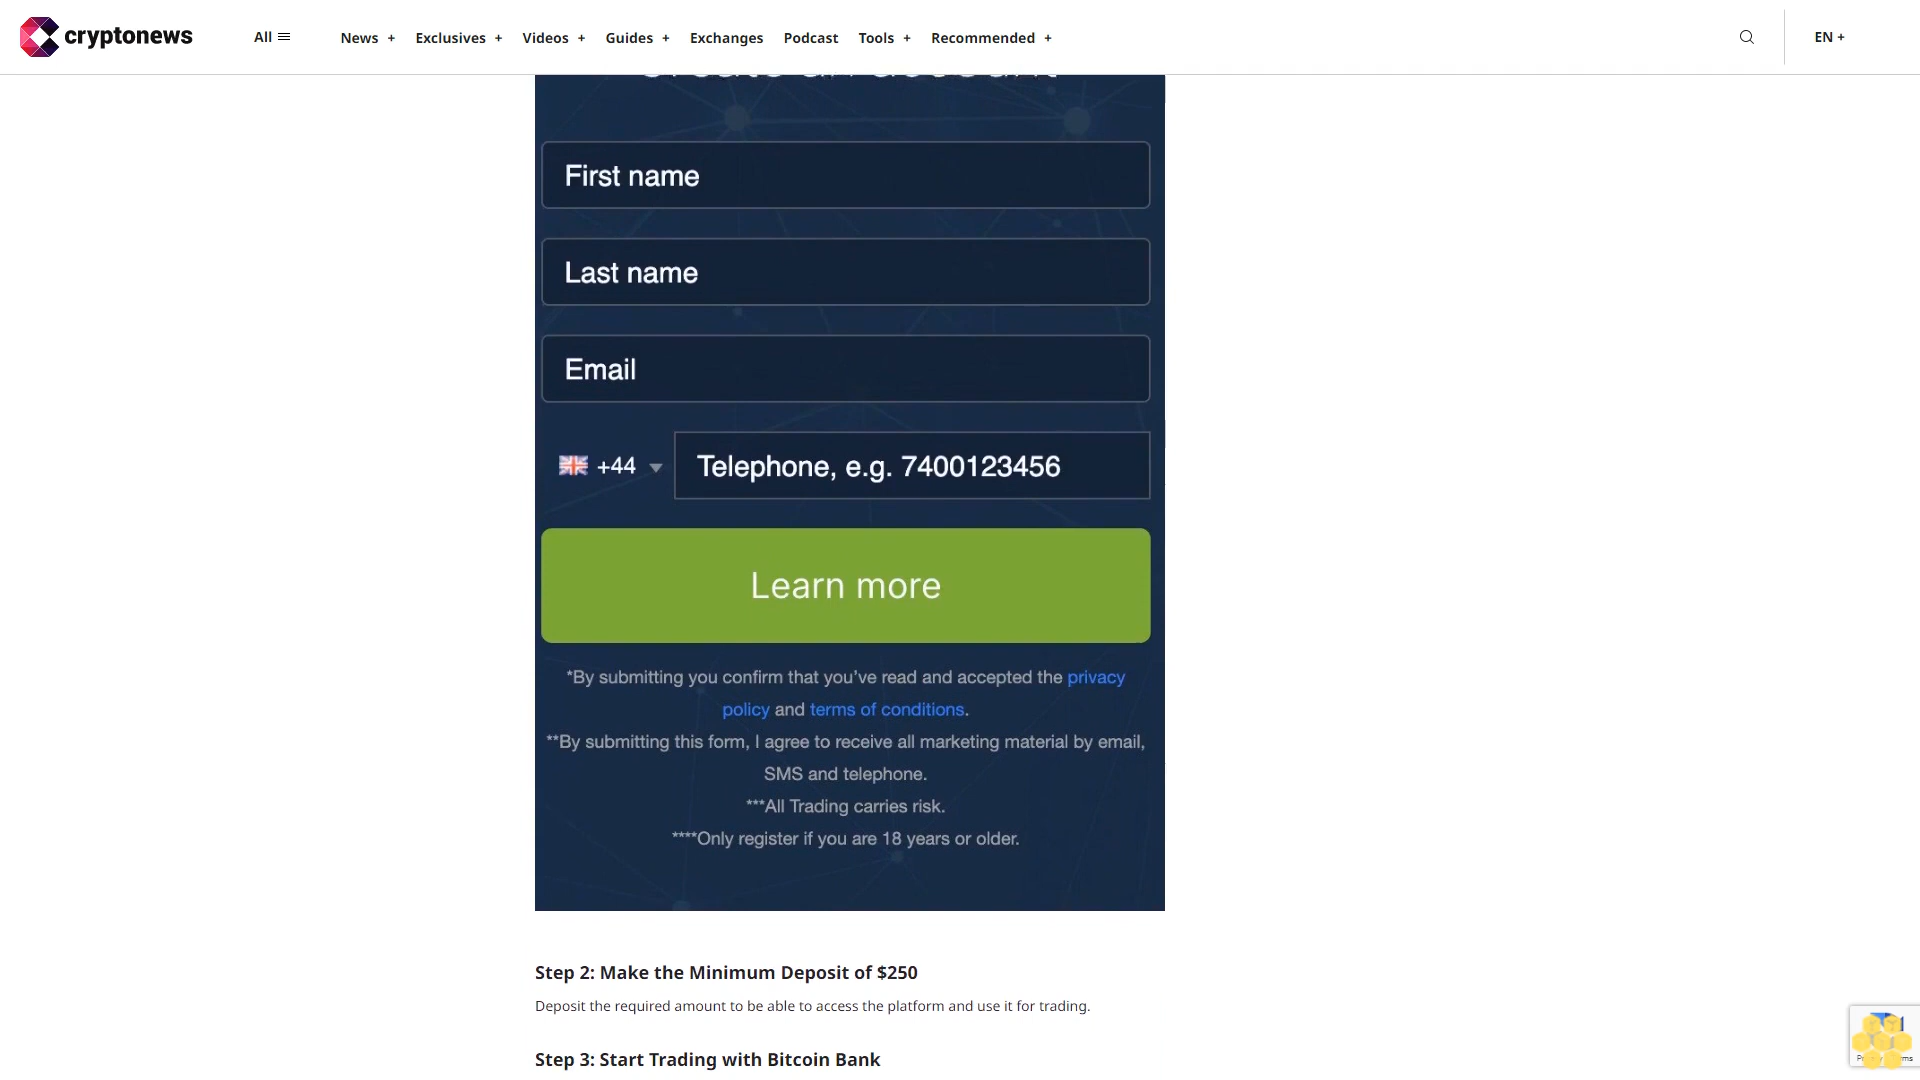 cryptonews
All
News +
Exclusives +
Videos +
Guides +
Exchanges
Podcast
Tools +
Recommended +
EN +
First name
Last name
Email
+44
Telephone, e.g. 7400123456
Learn more
*By submitting you confirm that you've read and accepted the privacy
policy and terms of conditions.
**By submitting this form, I agree to receive all marketing material by email,
SMS and telephone.
***All Trading carries risk.
****Only register if you are 18 years or older.
Step 2: Make the Minimum Deposit of $250
Deposit the required amount to be able to access the platform and use it for trading.
Step 3: Start Trading with Bitcoin Bank